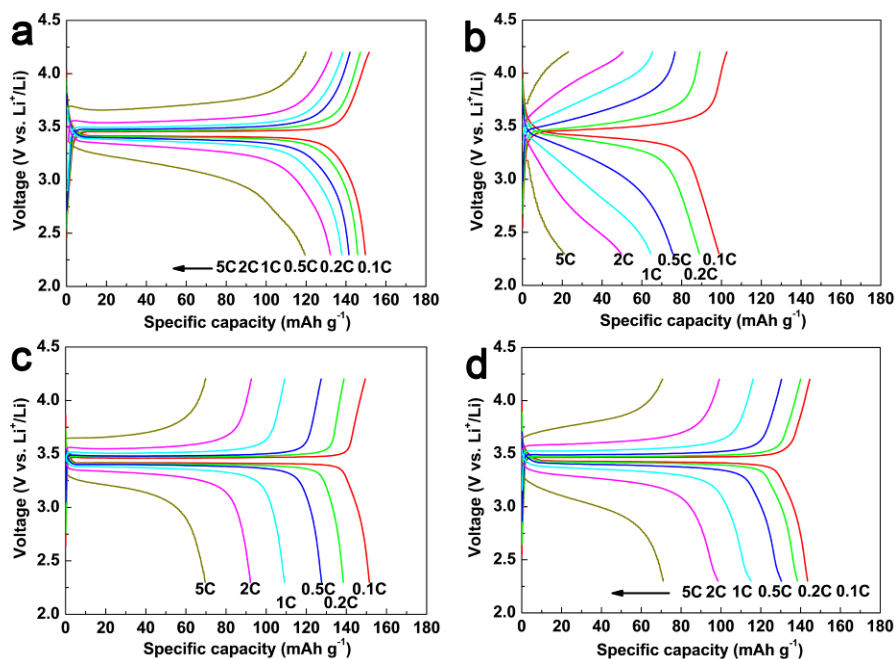 a
4.5
4.0
3.5
3.0
2.5
2.0
Voltage (V vs. Li⁺/Li)
5C 2C 1C 0.5C 0.2C 0.1C
0 20 40 60 80 100 120 140 160 180
Specific capacity (mAh g⁻¹)
b
4.5
4.0
3.5
3.0
2.5
2.0
Voltage (V vs. Li⁺/Li)
5C 2C 0.5C 0.1C
1C 0.2C
0 20 40 60 80 100 120 140 160 180
Specific capacity (mAh g⁻¹)
c
4.5
4.0
3.5
3.0
2.5
2.0
Voltage (V vs. Li⁺/Li)
5C 2C 0.5C 0.1C
1C 0.2C
0 20 40 60 80 100 120 140 160 180
Specific capacity (mAh g⁻¹)
d
4.5
4.0
3.5
3.0
2.5
2.0
Voltage (V vs. Li⁺/Li)
5C 2C 1C 0.5C 0.2C 0.1C
0 20 40 60 80 100 120 140 160 180
Specific capacity (mAh g⁻¹)